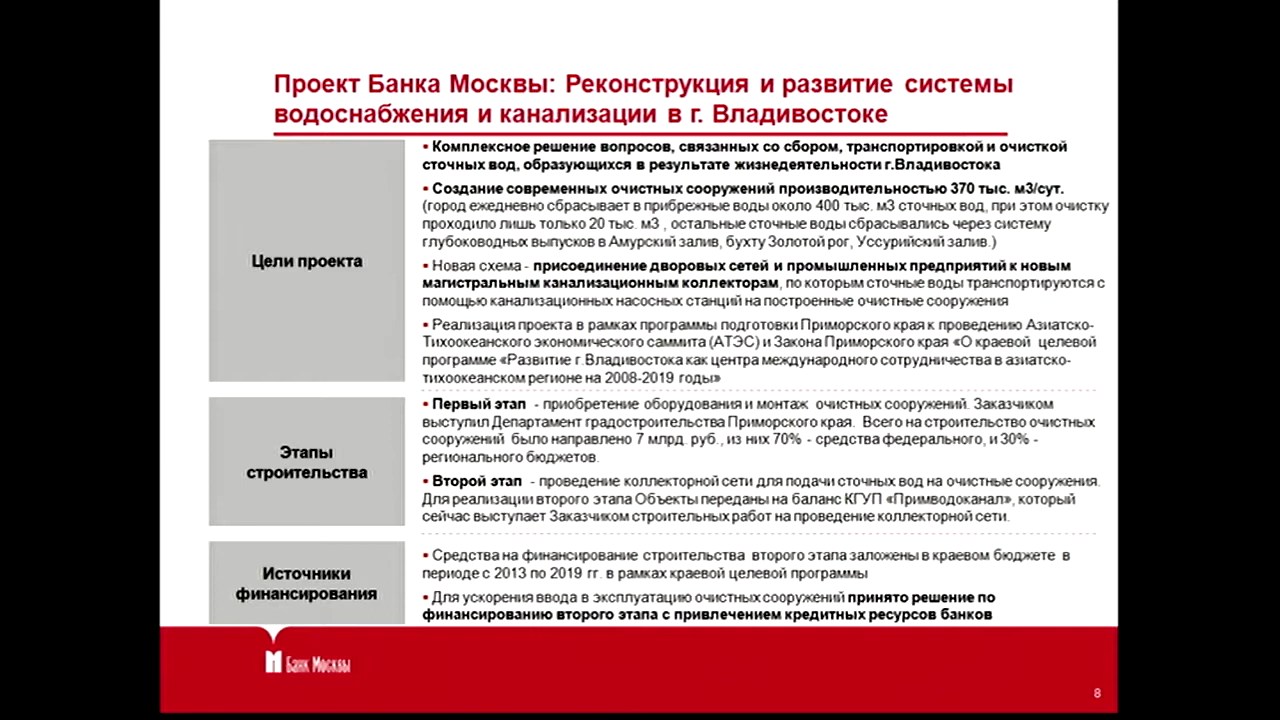 Проект Банка Москвы: Реконструкция и развитие системы
водоснабжения и канализации в г. Владивостоке
Цели проекта
▪ Комплексное решение вопросов, связанных со сбором, транспортировкой и очисткой
сточных вод, образующихся в результате жизнедеятельности г.Владивостока
▪ Создание современных очистных сооружений производительностью 370 тыс. м3/сут.
(город ежедневно сбрасывает в прибрежные воды около 400 тыс. м3 сточных вод, при этом очистку
проходило лишь только 20 тыс. м3 , остальные сточные воды сбрасывались через систему
глубоководных выпусков в Амурский залив, бухту Золотой рог, Уссурийский залив.)
▪ Новая схема - присоединение дворовых сетей и промышленных предприятий к новым
магистральным канализационным коллекторам, по которым сточные воды транспортируются с
помощью канализационных насосных станций на построенные очистные сооружения
▪ Реализация проекта в рамках программы подготовки Приморского края к проведению Азиатско-
Тихоокеанского экономического саммита (АТЭС) и Закона Приморского края «О краевой целевой
программе «Развитие г.Владивостока как центра международного сотрудничества в азиатско-
тихоокеанском регионе на 2008-2019 годы»
Этапы
строительства
▪ Первый этап - приобретение оборудования и монтаж очистных сооружений. Заказчиком
выступил Департамент градостроительства Приморского края. Всего на строительство очистных
сооружений было направлено 7 млрд. руб., из них 70% - средства федерального, и 30% -
регионального бюджетов.
▪ Второй этап - проведение коллекторной сети для подачи сточных вод на очистные сооружения.
Для реализации второго этапа Объекты переданы на баланс КГУП «Примводоканал», который
сейчас выступает Заказчиком строительных работ на проведение коллекторной сети.
Источники
финансирования
▪ Средства на финансирование строительства второго этапа заложены в краевом бюджете в
периоде с 2013 по 2019 гг. в рамках краевой целевой программы
▪ Для ускорения ввода в эксплуатацию очистных сооружений принято решение по
финансированию второго этапа с привлечением кредитных ресурсов банков
Банк Москвы
8